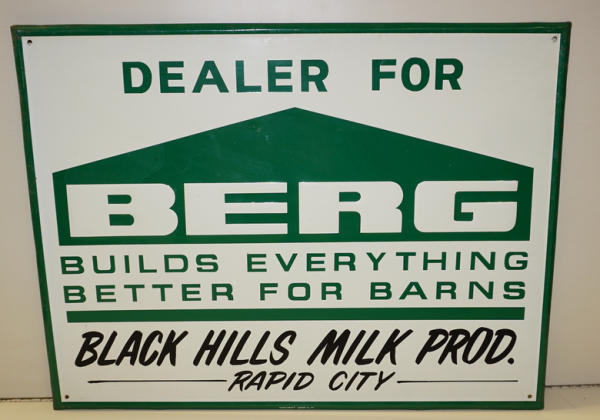 DEALER FOR
BERG
BUILDS EVERYTHING
BETTER FOR BARNS
BLACK HILLS MILK PROD.
RAPID CITY